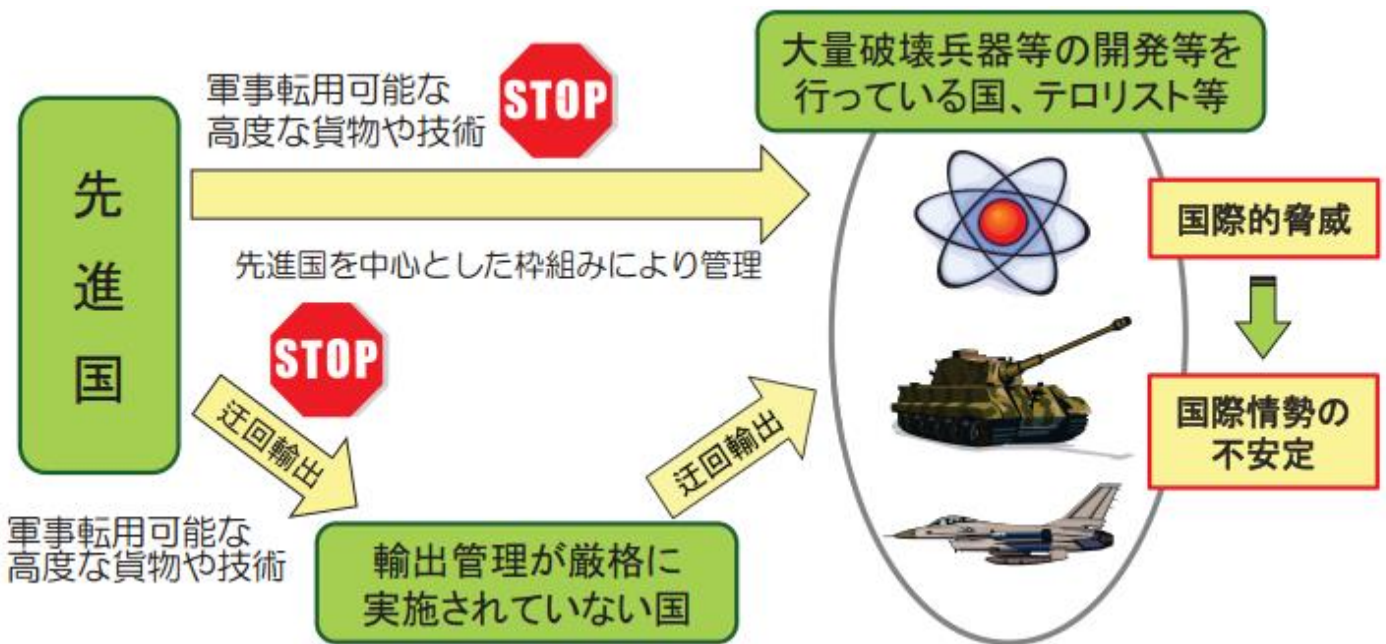 大量破壊兵器等の開発等を
行っている国、テロリスト等
軍事転用可能な
高度な貨物や技術
STOP
先進国
国際的脅威
先進国を中心とした枠組みにより管理
STOP
迂回輸出
迂回輸出
国際情勢の
不安定
軍事転用可能な
高度な貨物や技術
輸出管理が厳格に
実施されていない国